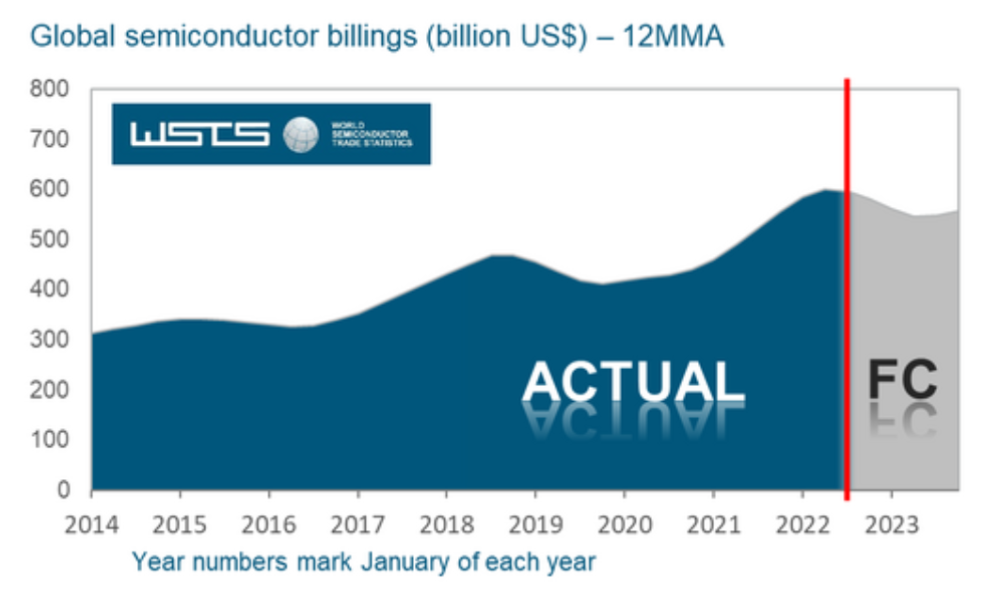 Global semiconductor billings (billion US$) – 12MMA
800
700
600
500
400
300
200
100
0
WSTS
WORLD
SEMICONDUCTOR
TRADE STATISTICS
ACTUAL
FC
2014 2015 2016 2017 2018 2019 2020 2021 2022 2023
Year numbers mark January of each year